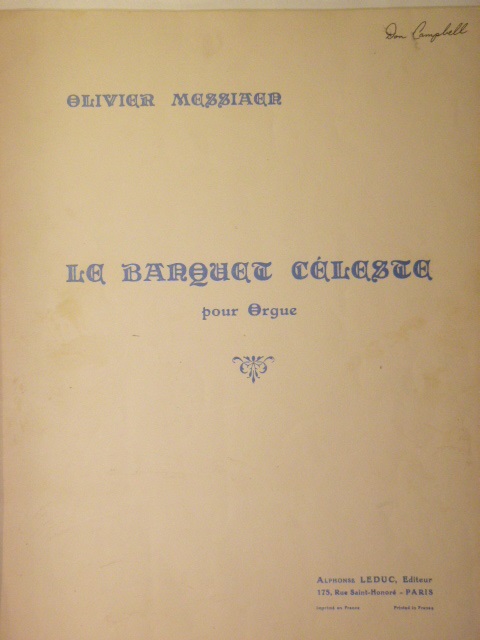 Don Campbell
OLIVIER MESSIAEN
LE BANQUET CÉLESTE
pour Orgue
ALPHONSE LEDUC, Editeur
175, Rue Saint-Honoré - PARIS
Imprimé en France Printed in France